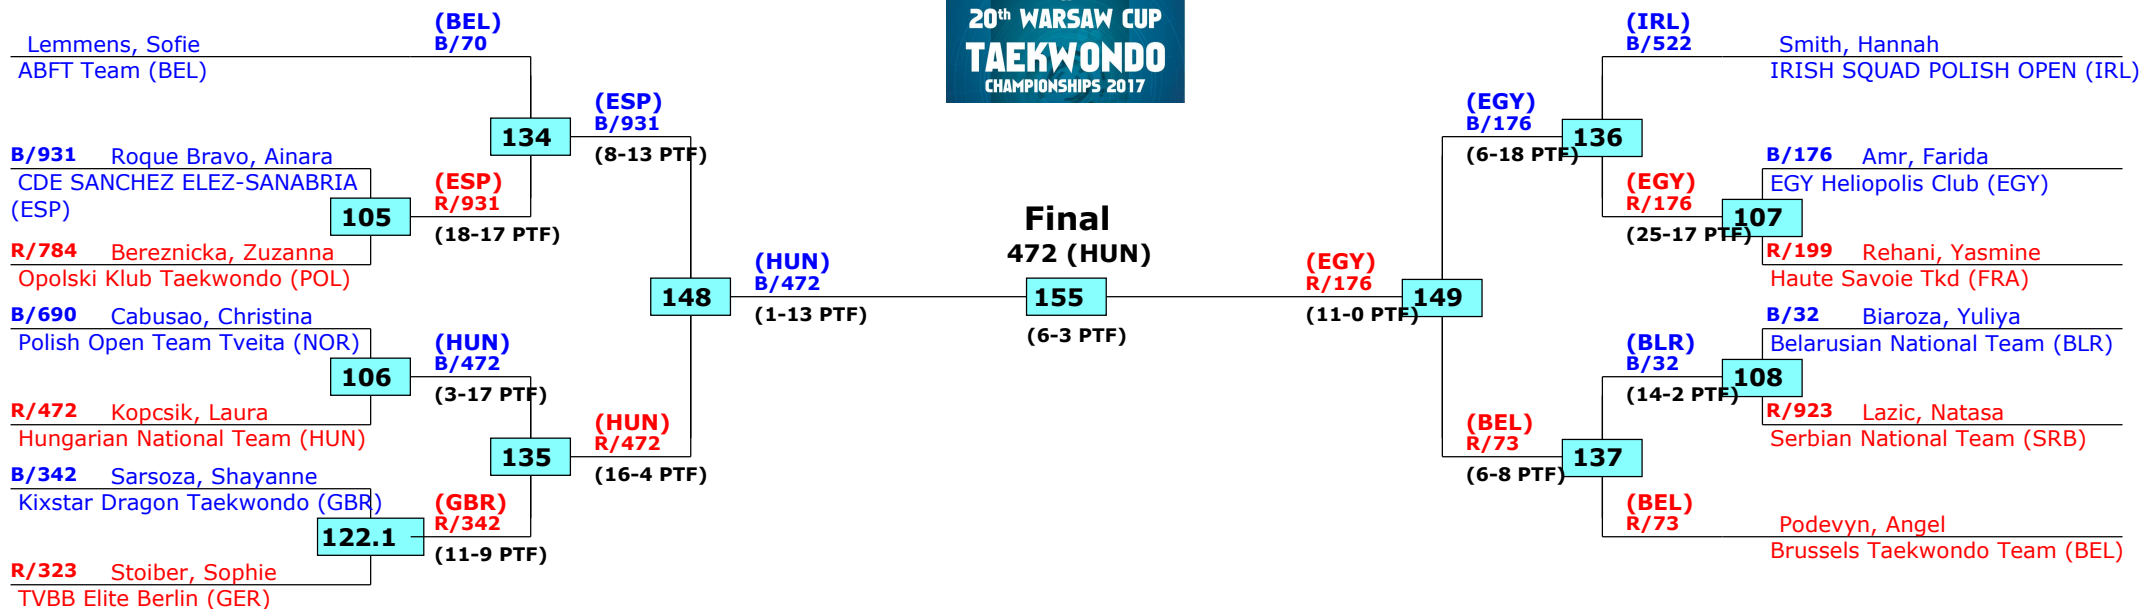 20th WARSAW CUP
TAEKWONDO
CHAMPIONSHIPS 2017
(BEL)
B/70
Lemmens, Sofie
ABFT Team (BEL)
134
(ESP)
B/931
(8-13 PTF)
B/931 Roque Bravo, Ainara
CDE SANCHEZ ELEZ-SANABRIA
(ESP)
105
(ESP)
R/931
(18-17 PTF)
R/784 Bereznicka, Zuzanna
Opolski Klub Taekwondo (POL)
148
(HUN)
B/472
(1-13 PTF)
B/690 Cabusao, Christina
Polish Open Team Tveita (NOR)
106
(HUN)
B/472
(3-17 PTF)
R/472 Kopcsik, Laura
Hungarian National Team (HUN)
135
(HUN)
R/472
(16-4 PTF)
B/342 Sarsoza, Shayanne
Kixstar Dragon Taekwondo (GBR)
122.1
(GBR)
R/342
(11-9 PTF)
R/323 Stoiber, Sophie
TVBB Elite Berlin (GER)
Final
472 (HUN)
155
(6-3 PTF)
(IRL)
B/522
Smith, Hannah
IRISH SQUAD POLISH OPEN (IRL)
(EGY)
B/176
(6-18 PTF)
136
B/176 Amr, Farida
EGY Heliopolis Club (EGY)
(EGY)
R/176
(25-17 PTF)
107
R/199 Rehani, Yasmine
Haute Savoie Tkd (FRA)
(EGY)
R/176
(11-0 PTF)
149
B/32 Biaroza, Yuliya
Belarusian National Team (BLR)
(BLR)
B/32
(14-2 PTF)
108
R/923 Lazic, Natasa
Serbian National Team (SRB)
(BEL)
R/73
(6-8 PTF)
137
(BEL)
R/73
Podevyn, Angel
Brussels Taekwondo Team (BEL)